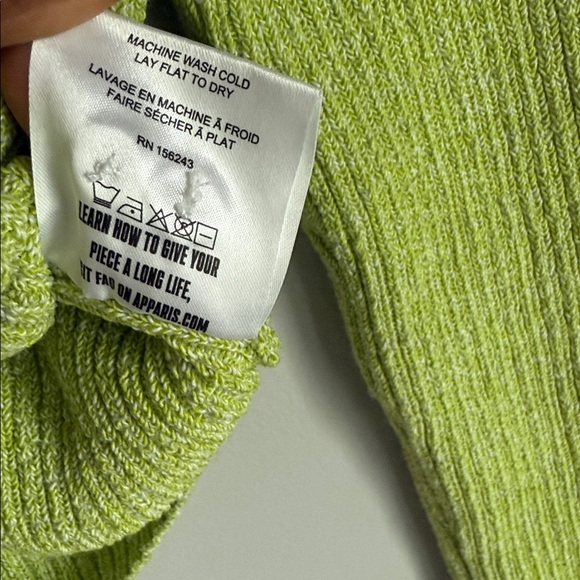 MACHINE WASH COLD
LAY FLAT TO DRY
LAVAGE EN MACHINE À FROID
FAIRE SÉCHER À PLAT
RN 156243
LEARN HOW TO GIVE YOUR
PIECE A LONG LIFE,
ON APPARIS.COM